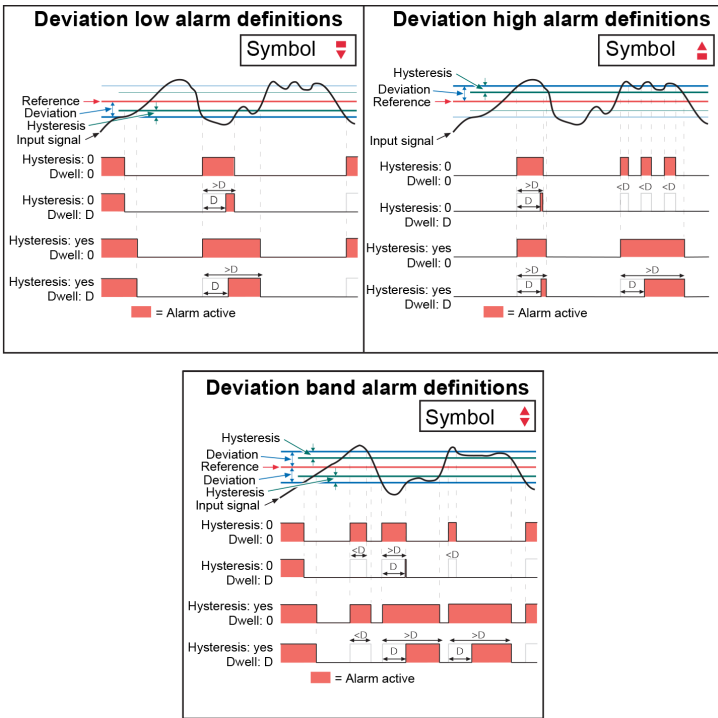 Deviation low alarm definitions
Symbol
Reference
Deviation
Hysteresis
Input signal
Hysteresis: 0
Dwell: 0
>D
Hysteresis: 0
D
Dwell: D
Hysteresis: yes
Dwell: 0
>D
Hysteresis: yes
D
Dwell: D
= Alarm active
Deviation high alarm definitions
Symbol
Hysteresis
Deviation
Reference
Input signal
Hysteresis: 0
Dwell: 0
>D <D <D <D
D
Hysteresis: 0
Dwell: D
Hysteresis: yes
Dwell: 0
>D >D
Hysteresis: yes
D D
Dwell: D
= Alarm active
Deviation band alarm definitions
Symbol
Hysteresis
Deviation
Reference
Deviation
Hysteresis
Input signal
Hysteresis: 0
Dwell: 0
<D >D <D
Hysteresis: 0
D
Dwell: D
Hysteresis: yes
Dwell: 0
<D >D >D
Hysteresis: yes
D D
Dwell: D
= Alarm active